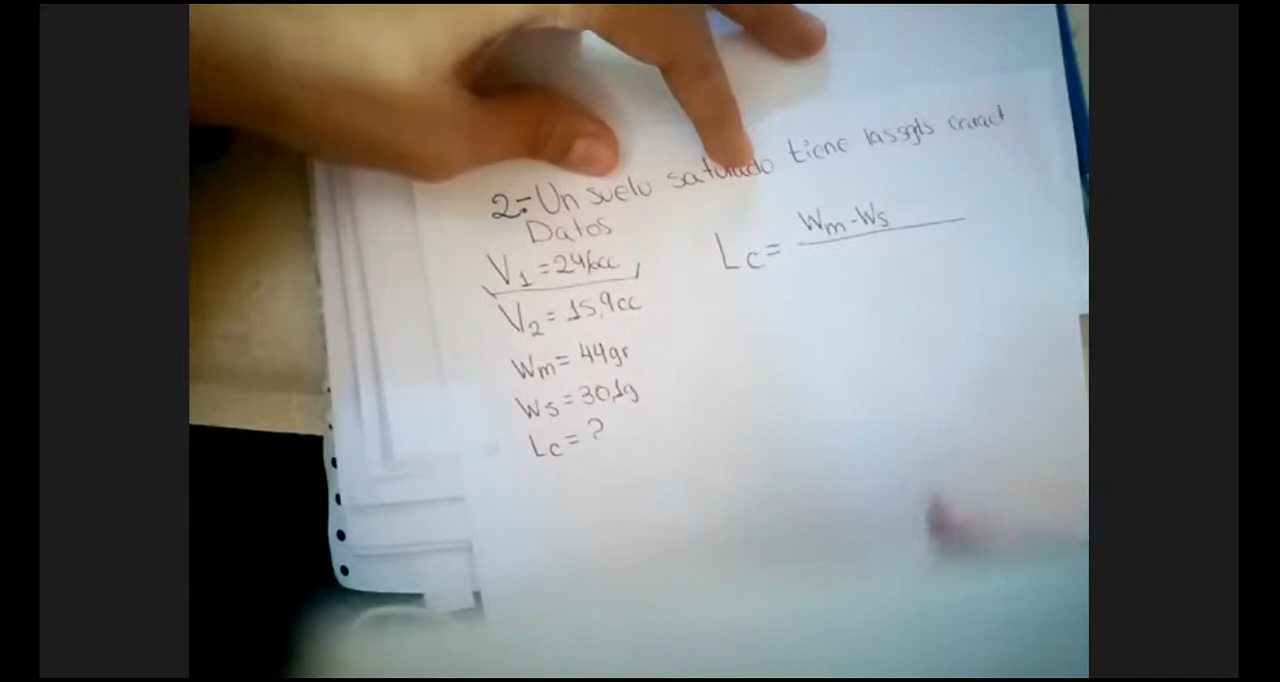 2.- Un suelo saturado tiene las sgts caract
Datos
V1 = 24,6cc
V2 = 15,9cc
Wm = 44gr
Ws = 30,1g
Lc = ?
Lc = Wm - Ws